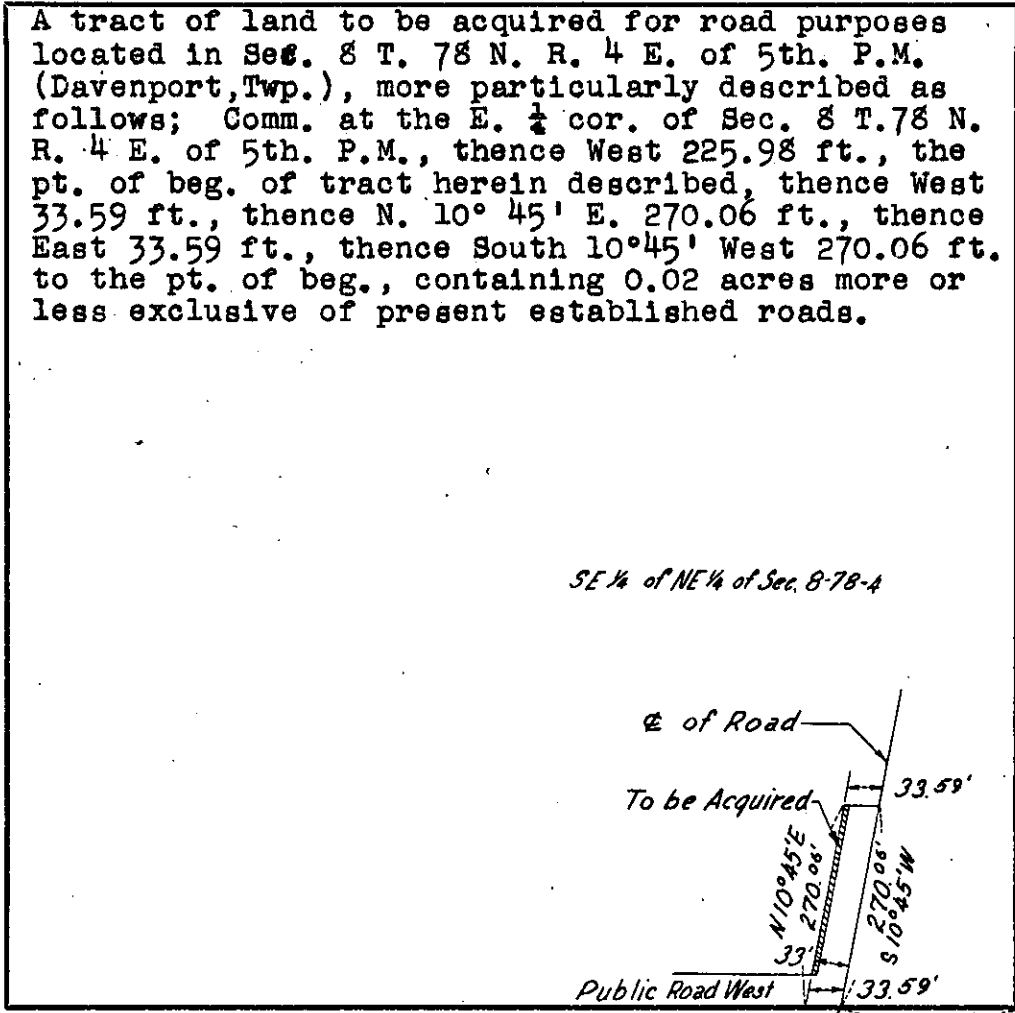 A tract of land to be acquired for road purposes
located in Sec. 8 T. 78 N. R. 4 E. of 5th. P.M.
(Davenport,Twp.), more particularly described as
follows; Comm. at the E. ¼ cor. of Sec. 8 T.78 N.
R. 4 E. of 5th. P.M., thence West 225.98 ft., the
pt. of beg. of tract herein described, thence West
33.59 ft., thence N. 10° 45' E. 270.06 ft., thence
East 33.59 ft., thence South 10°45' West 270.06 ft.
to the pt. of beg., containing 0.02 acres more or
less exclusive of present established roads.
SE ¼ of NE ¼ of Sec. 8-78-4
℄ of Road
33.59'
To be Acquired
N10°45'E
270.06'
270.06'
S10°45'W
33'
Public Road West
33.59'